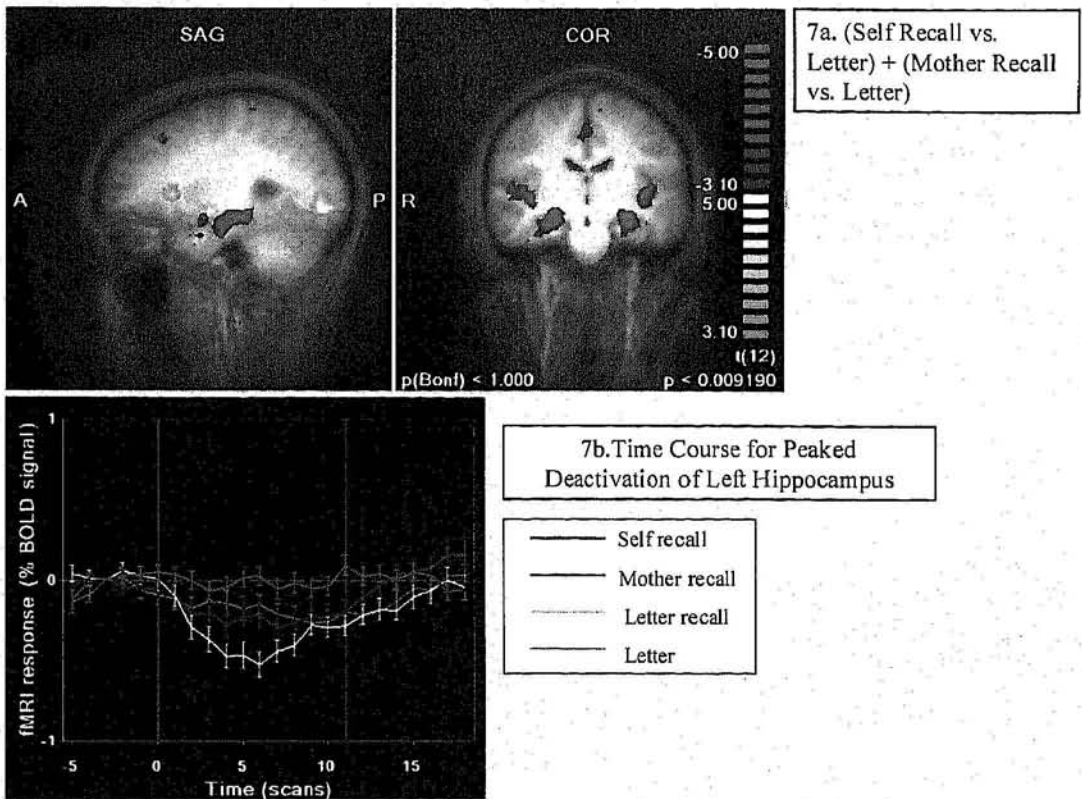 SAG
COR
A
P
R
-5.00
-3.10
5.00
3.10
t(12)
p(Bonf) < 1.000
p < 0.009190
7a. (Self Recall vs.
Letter) + (Mother Recall
vs. Letter)
fMRI response (% BOLD signal)
1
0
-1
-5
0
5
10
15
Time (scans)
7b.Time Course for Peaked
Deactivation of Left Hippocampus
Self recall
Mother recall
Letter recall
Letter